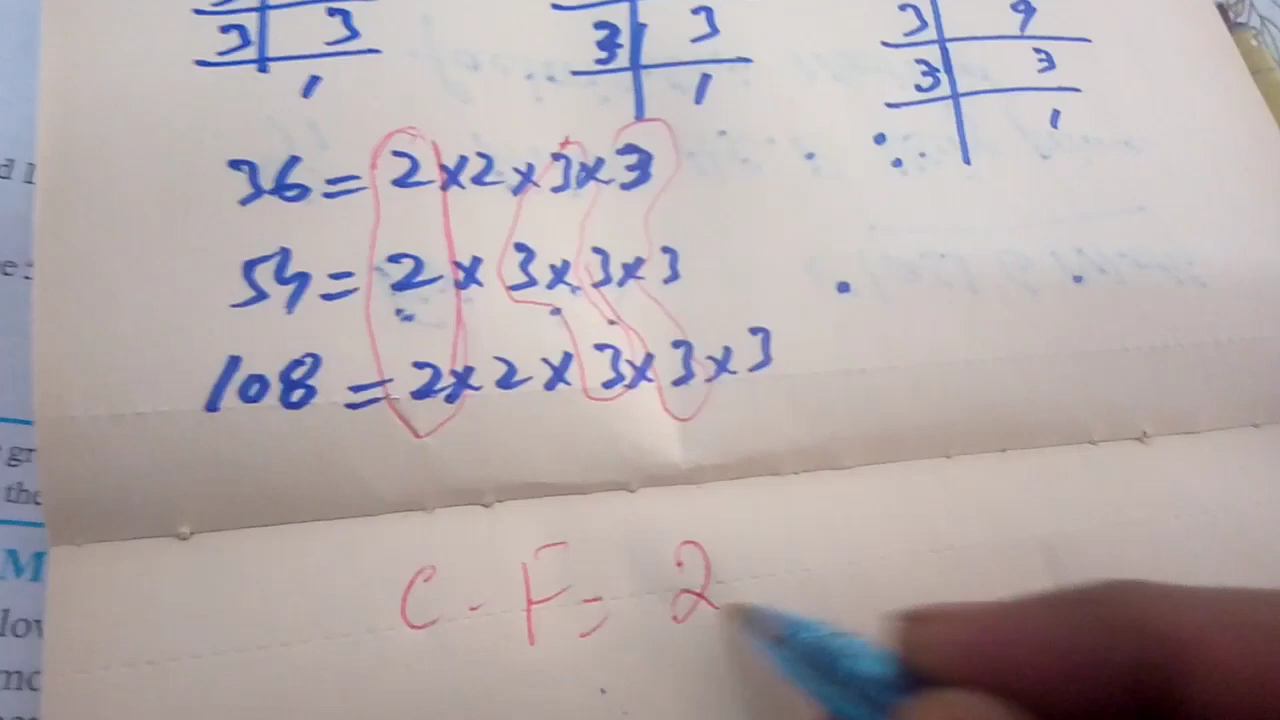 3 3 3 3 3 9
1 1 3 3
1
36 = 2 × 2 × 3 × 3
54 = 2 × 3 × 3 × 3
108 = 2 × 2 × 3 × 3 × 3
C - F = 2